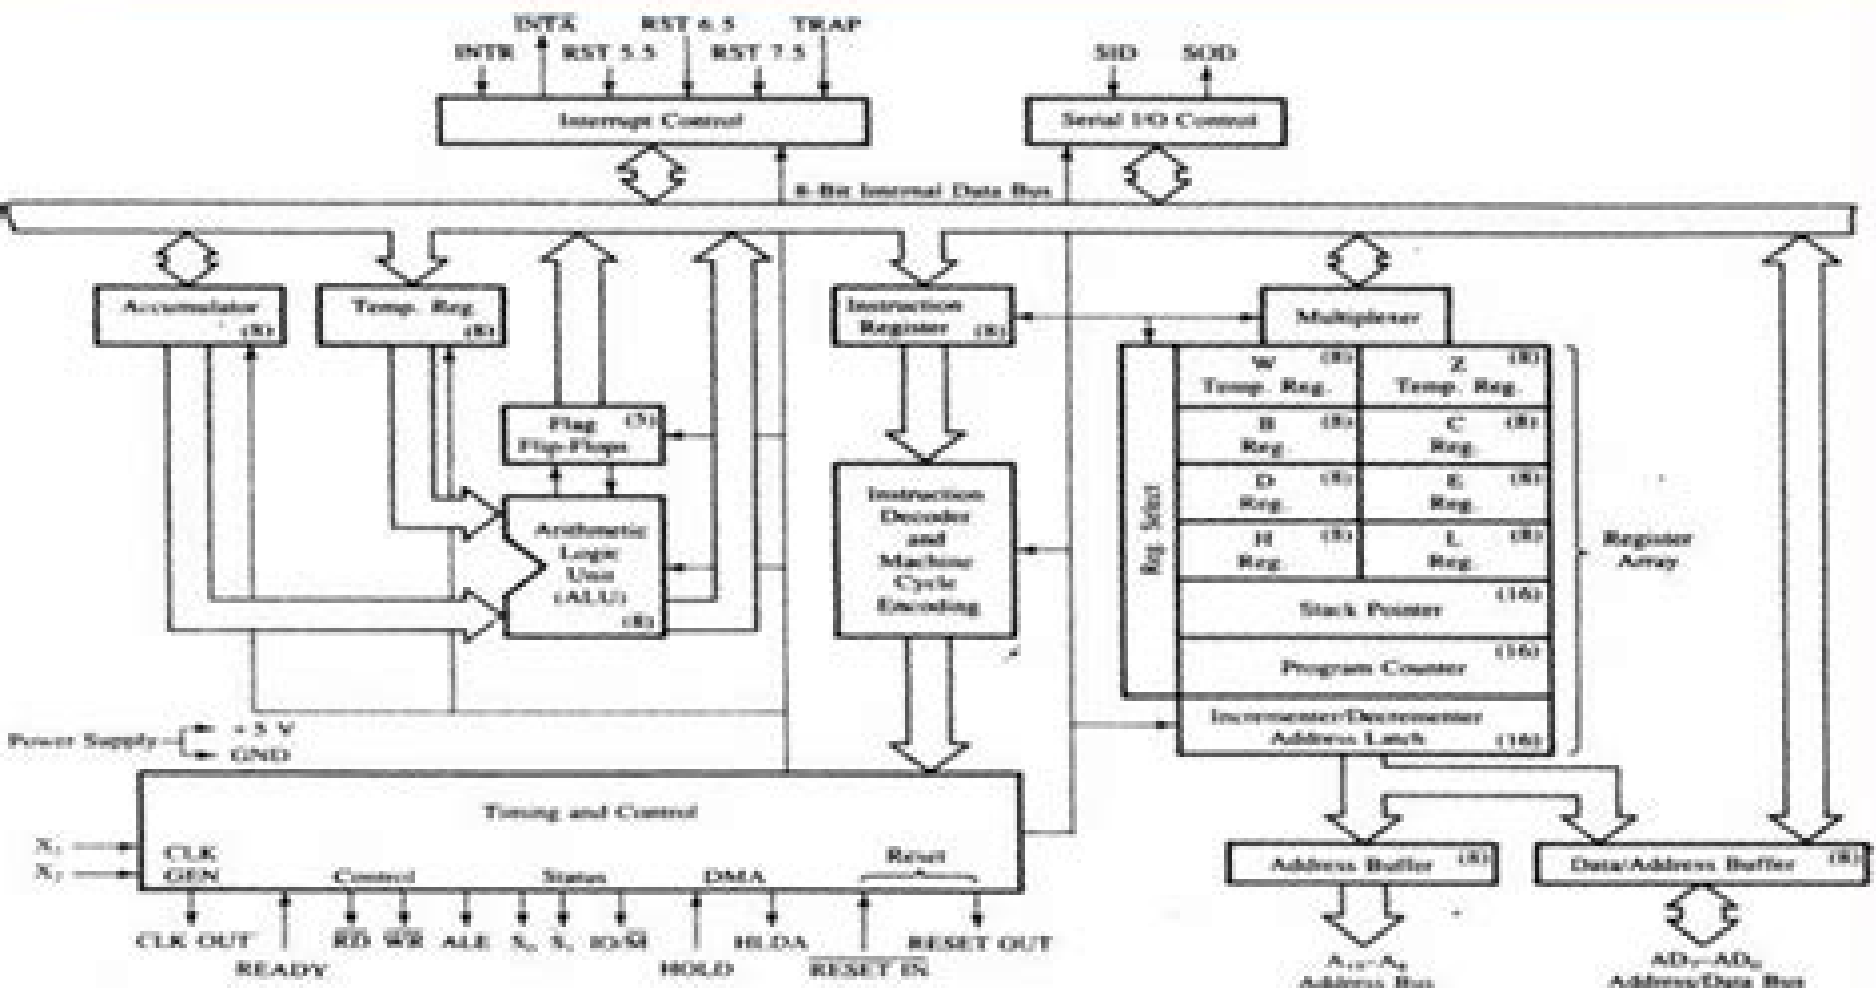 INTA RST 6.5 TRAP
INTR RST 5.5 RST 7.5 SID SOD
Interrupt Control Serial I/O Control
8-Bit Internal Data Bus
Accumulator (8)
Temp. Reg. (8)
Instruction
Register (8)
Multiplexer
Flag (5)
Flip-Flops
Arithmetic
Logic
Unit
(ALU)
(8)
Instruction
Decoder
and
Machine
Cycle
Encoding
Reg. Select
W (8)
Temp. Reg.
Z (8)
Temp. Reg.
B (8)
Reg.
C (8)
Reg.
D (8)
Reg.
E (8)
Reg.
H (8)
Reg.
L (8)
Reg.
Stack Pointer (16)
Program Counter (16)
Incrementer/Decrementer
Address Latch (16)
Register
Array
Power Supply
+5 V
GND
Timing and Control
X₁
X₂
CLK
GEN
Control Status DMA Reset
CLK OUT
READY
RD WR ALE S₀ S₁ IO/M
HOLD
HLDA
RESET IN
RESET OUT
Address Buffer (8)
Data/Address Buffer (8)
A₁₅-A₈
Address Bus
AD₇-AD₀
Address/Data Bus